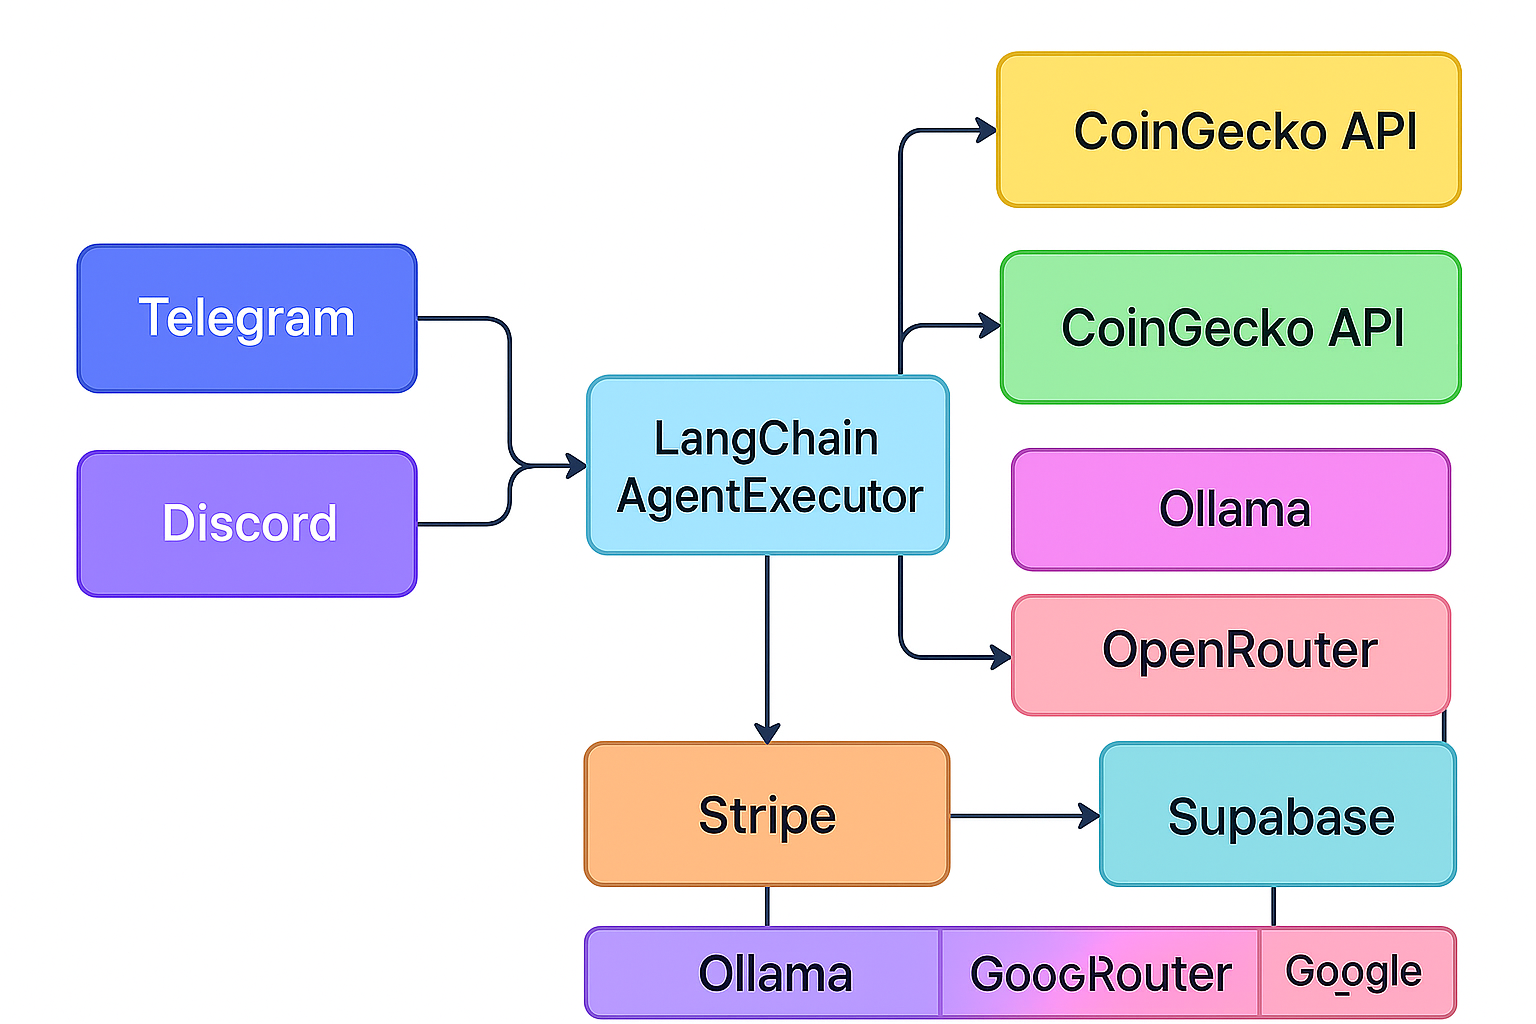 CoinGecko API
Telegram
CoinGecko API
LangChain
AgentExecutor
Discord
Ollama
OpenRouter
Stripe
Supabase
Ollama
GooGRouter
Google